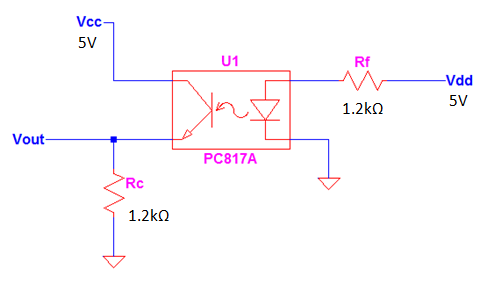 Vcc
5V
U1
Rf
Vdd
1.2kΩ
5V
Vout
PC817A
Rc
1.2kΩ